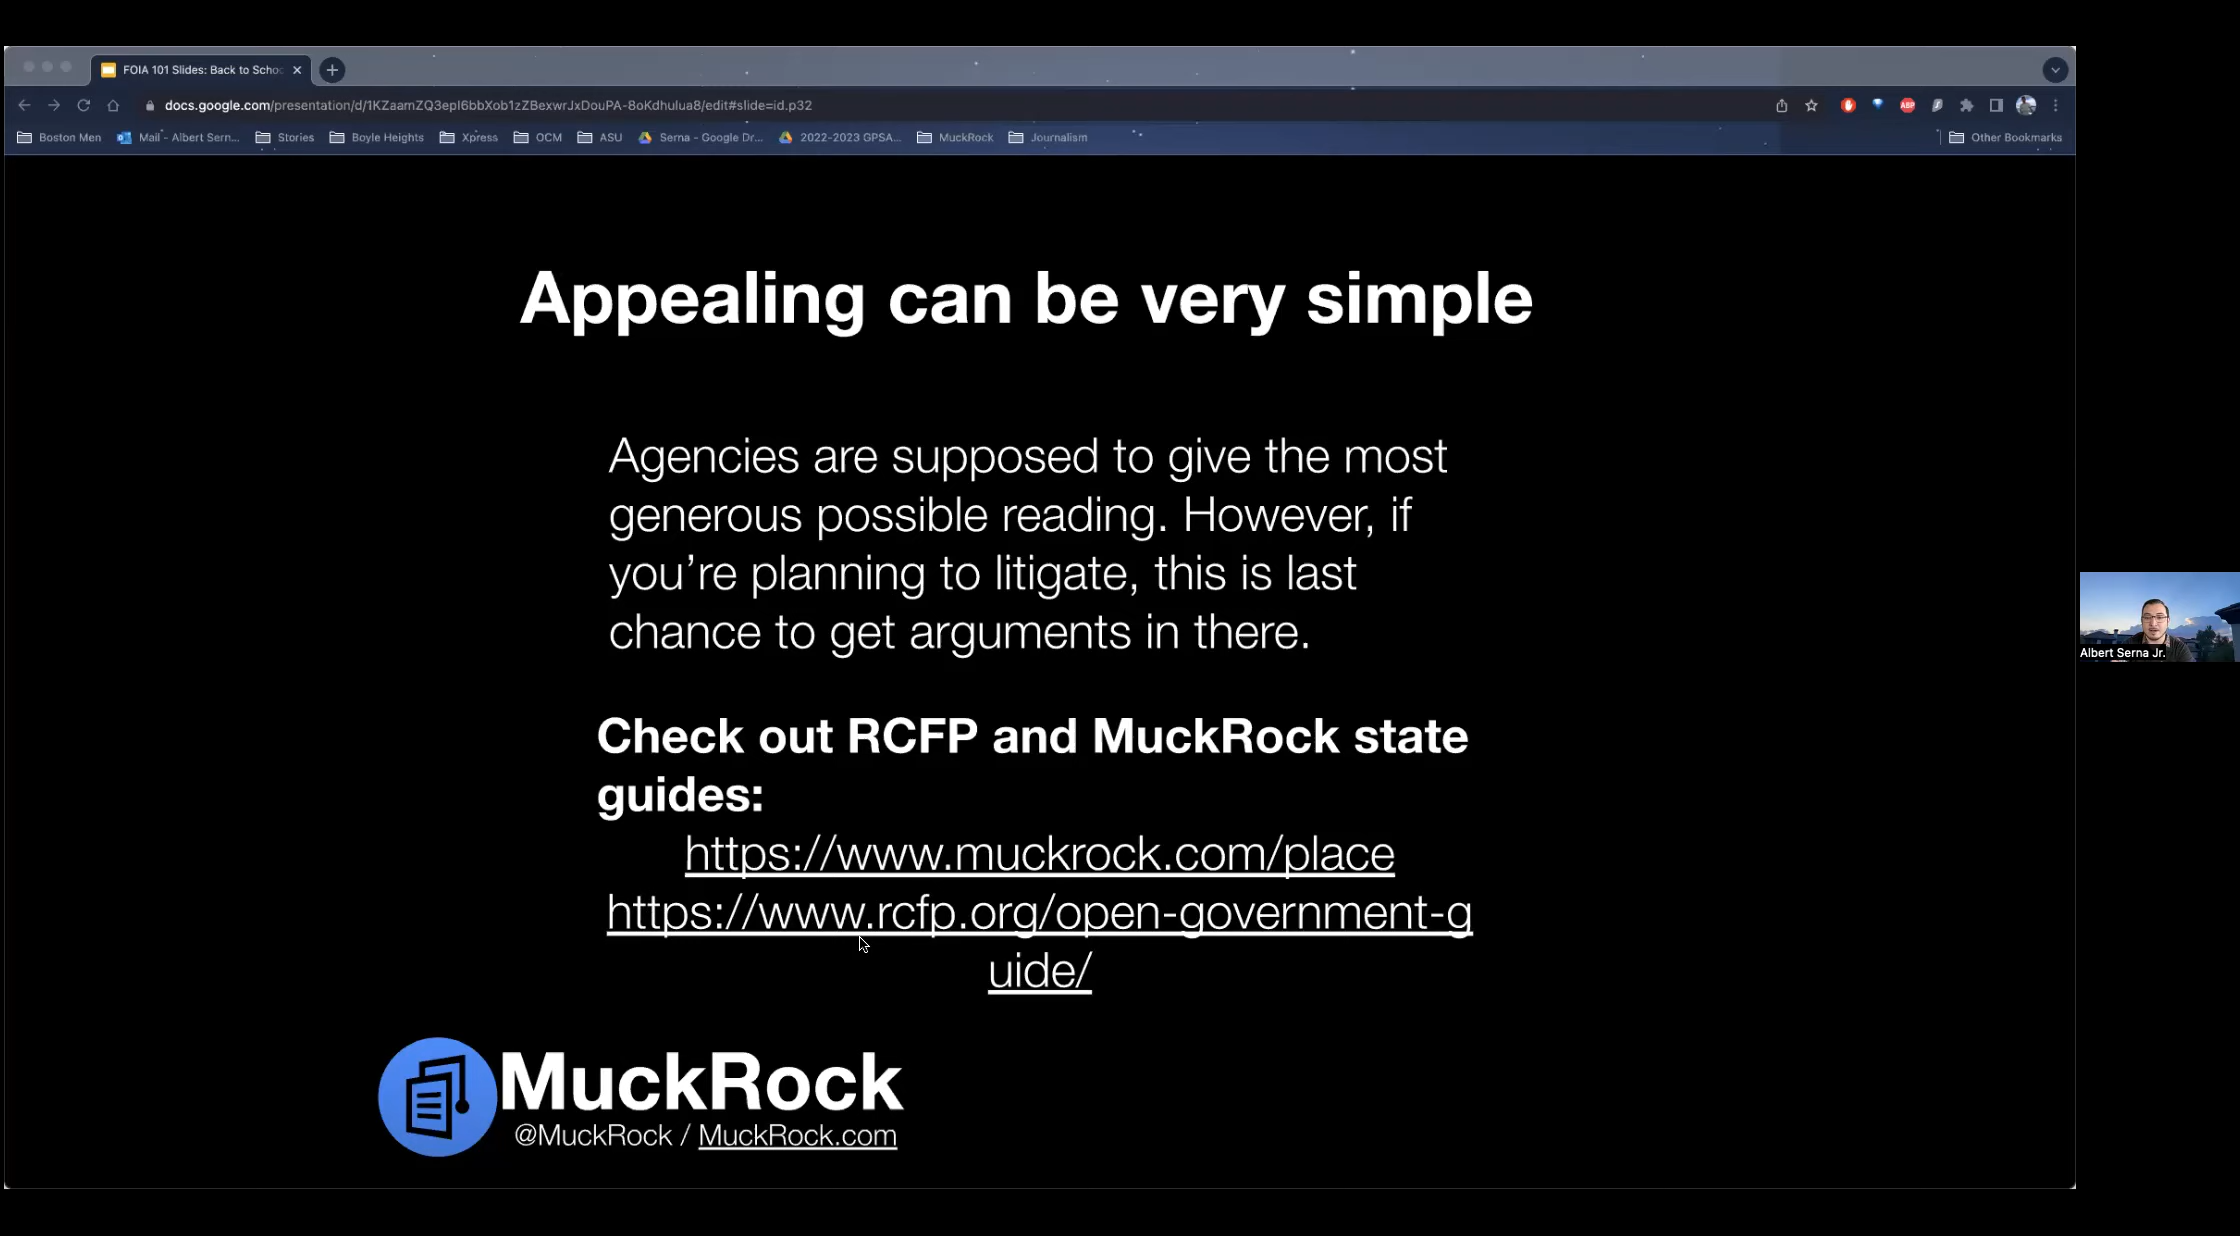 FOIA 101 Slides: Back to Schoo
docs.google.com/presentation/d/1KZaamZQ3epI6bbXob1zZBexwrJxDouPA-8oKdhulua8/edit#slide=id.p32
ABP
Boston Men Mail - Albert Sern... Stories Boyle Heights Xpress OCM ASU Serna - Google Dr... 2022-2023 GPSA... MuckRock Journalism Other Bookmarks
Appealing can be very simple
Agencies are supposed to give the most
generous possible reading. However, if
you’re planning to litigate, this is last
chance to get arguments in there.
Check out RCFP and MuckRock state
guides:
https://www.muckrock.com/place
https://www.rcfp.org/open-government-g
uide/
Albert Serna Jr.
MuckRock
@MuckRock / MuckRock.com